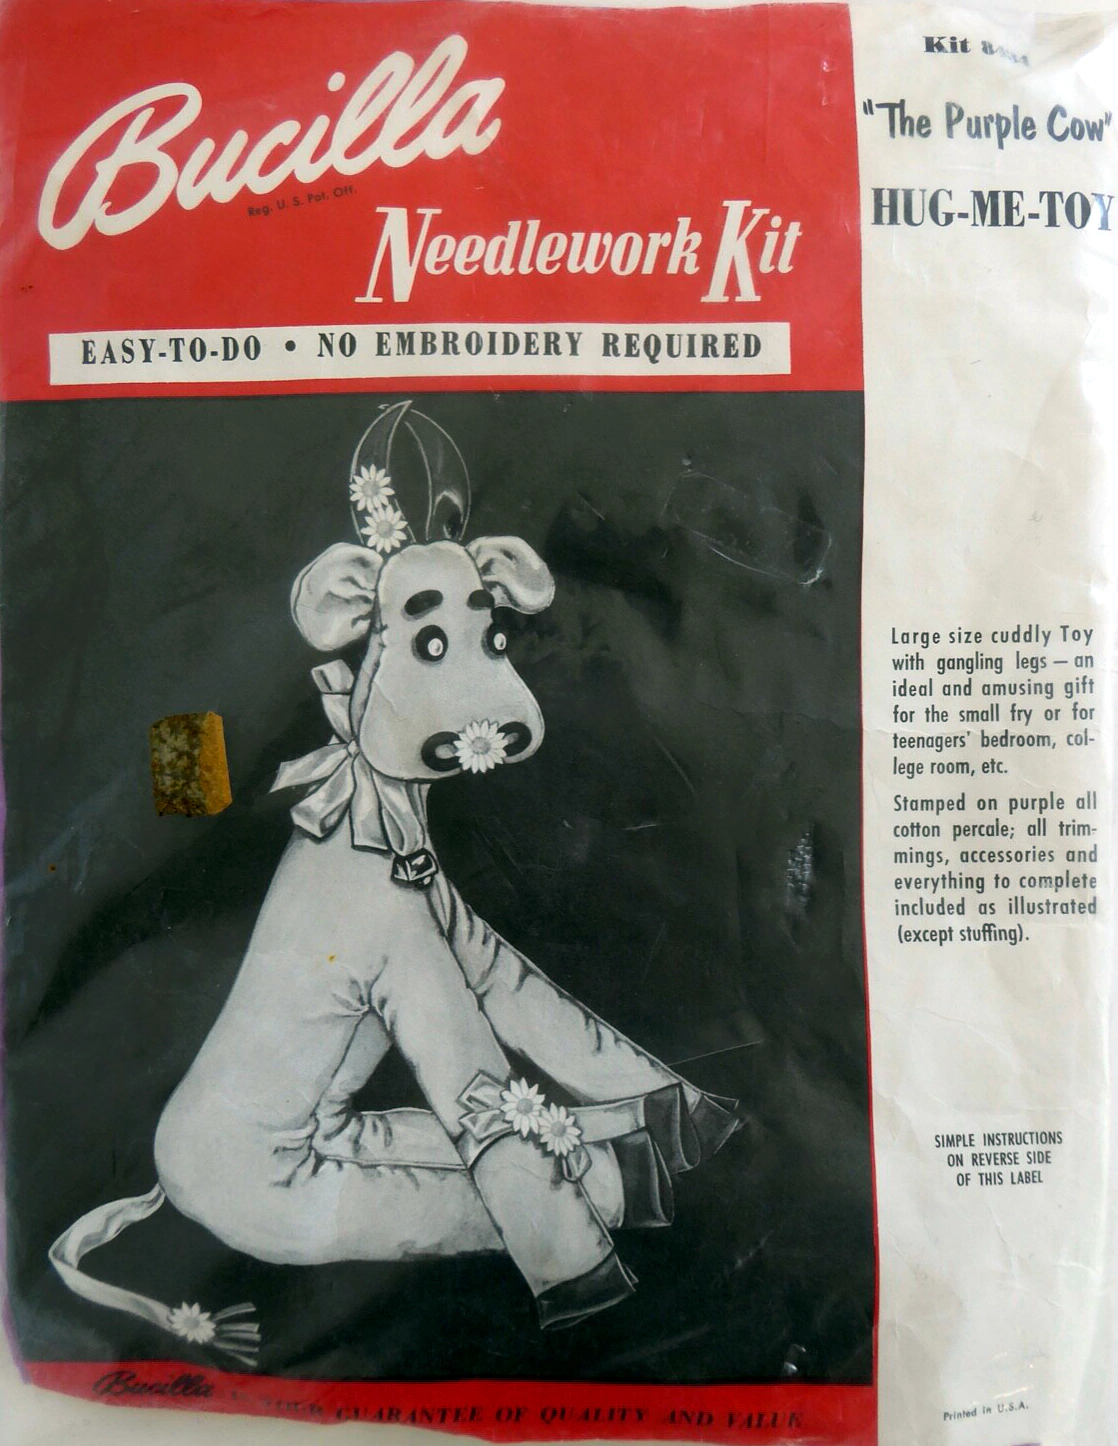 Bucilla
Reg. U. S. Pat. Off.
Needlework Kit
EASY-TO-DO • NO EMBROIDERY REQUIRED
Kit
"The Purple Cow"
HUG-ME-TOY
Large size cuddly Toy
with gangling legs — an
ideal and amusing gift
for the small fry or for
teenagers' bedroom, col-
lege room, etc.
Stamped on purple all
cotton percale; all trim-
mings, accessories and
everything to complete
included as illustrated
(except stuffing).
SIMPLE INSTRUCTIONS
ON REVERSE SIDE
OF THIS LABEL
Bucilla IS YOUR GUARANTEE OF QUALITY AND VALUE
Printed in U.S.A.